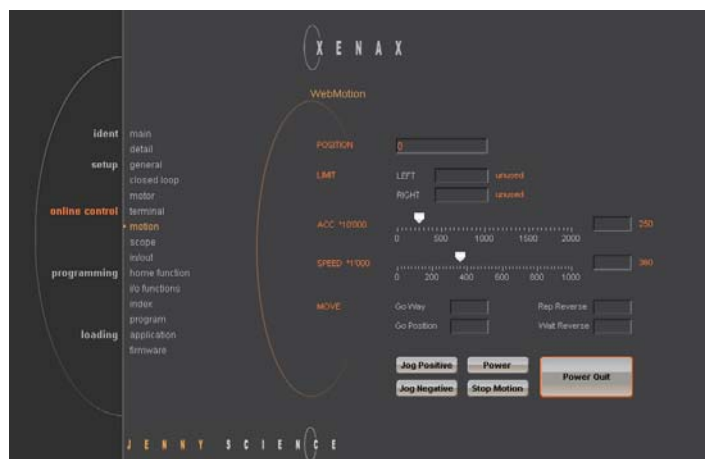 XENAX
WebMotion
ident
main
detail
setup
general
closed loop
motor
online control
terminal
motion
scope
in/out
programming
home function
i/o functions
index
program
loading
application
firmware
POSITION 0
LIMIT LEFT unused
RIGHT unused
ACC *10'000 250
0 500 1000 1500 2000
SPEED *1'000 360
0 200 400 600 800 1000
MOVE Go Way Rep Reverse
Go Position Wait Reverse
Jog Positive Power Power Quit
Jog Negative Stop Motion
JENNY SCIENCE